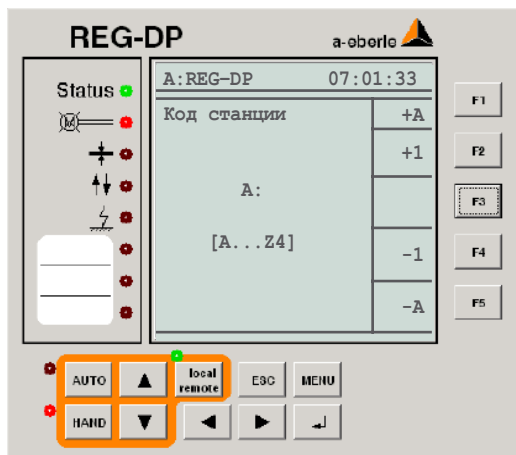 REG-DP
a-eberle
Status
A:REG-DP 07:01:33
Код станции +A
+1
A:
[A...Z4]
-1
-A
F1
F2
F3
F4
F5
AUTO
local
remote
ESC
MENU
HAND